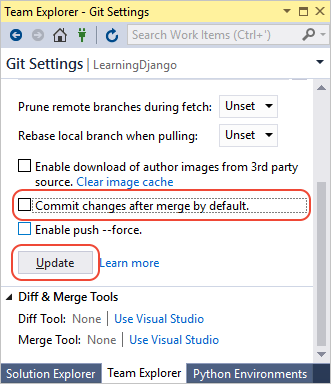 Team Explorer - Git Settings
Search Work Items (Ctrl+')
Git Settings | LearningDjango
Prune remote branches during fetch: Unset
Rebase local branch when pulling: Unset
Enable download of author images from 3rd party
source. Clear image cache
Commit changes after merge by default.
Enable push --force.
Update Learn more
Diff & Merge Tools
Diff Tool: None | Use Visual Studio
Merge Tool: None | Use Visual Studio
Solution Explorer Team Explorer Python Environments